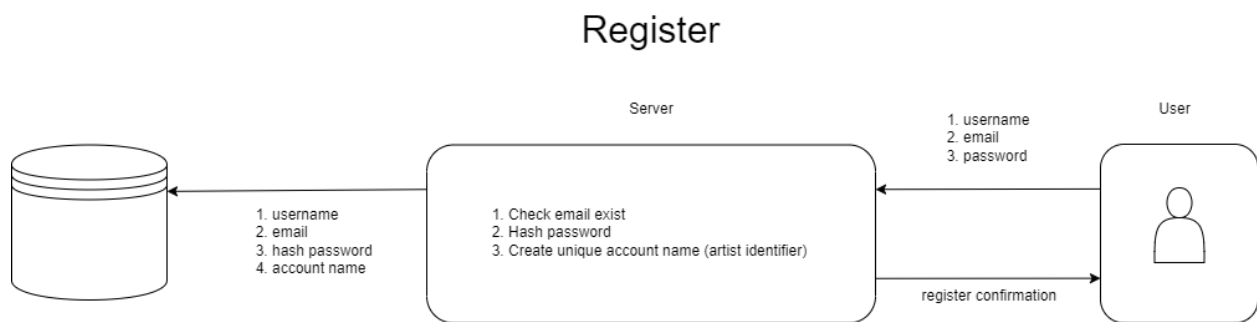 Register
Server
User
1. username
2. email
3. password
1. username
2. email
3. hash password
4. account name
1. Check email exist
2. Hash password
3. Create unique account name (artist identifier)
register confirmation